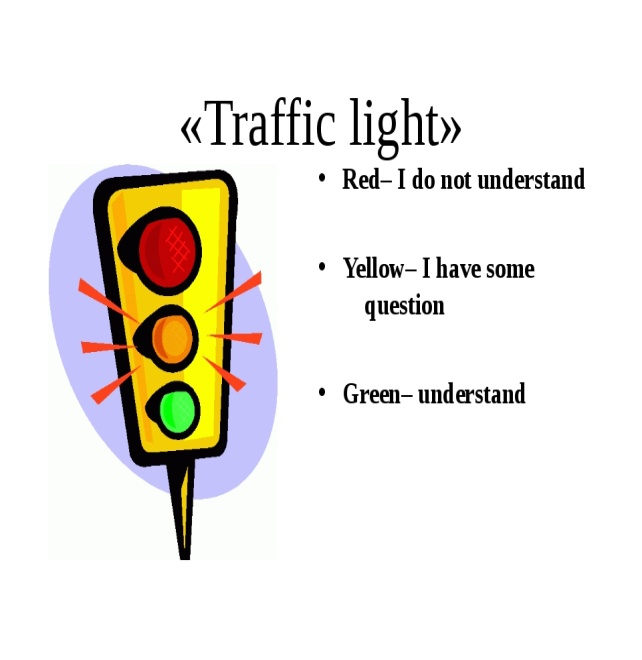 «Traffic light»
• Red– I do not understand
• Yellow– I have some
question
• Green– understand